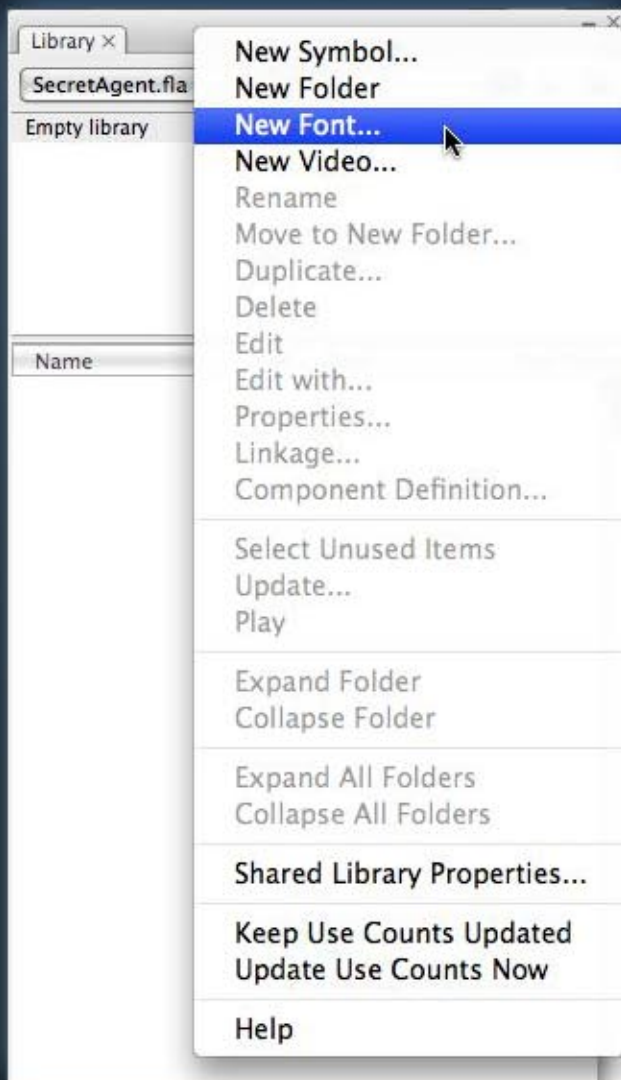 Library ×
SecretAgent.fla
Empty library
Name
New Symbol...
New Folder
New Font...
New Video...
Rename
Move to New Folder...
Duplicate...
Delete
Edit
Edit with...
Properties...
Linkage...
Component Definition...
Select Unused Items
Update...
Play
Expand Folder
Collapse Folder
Expand All Folders
Collapse All Folders
Shared Library Properties...
Keep Use Counts Updated
Update Use Counts Now
Help